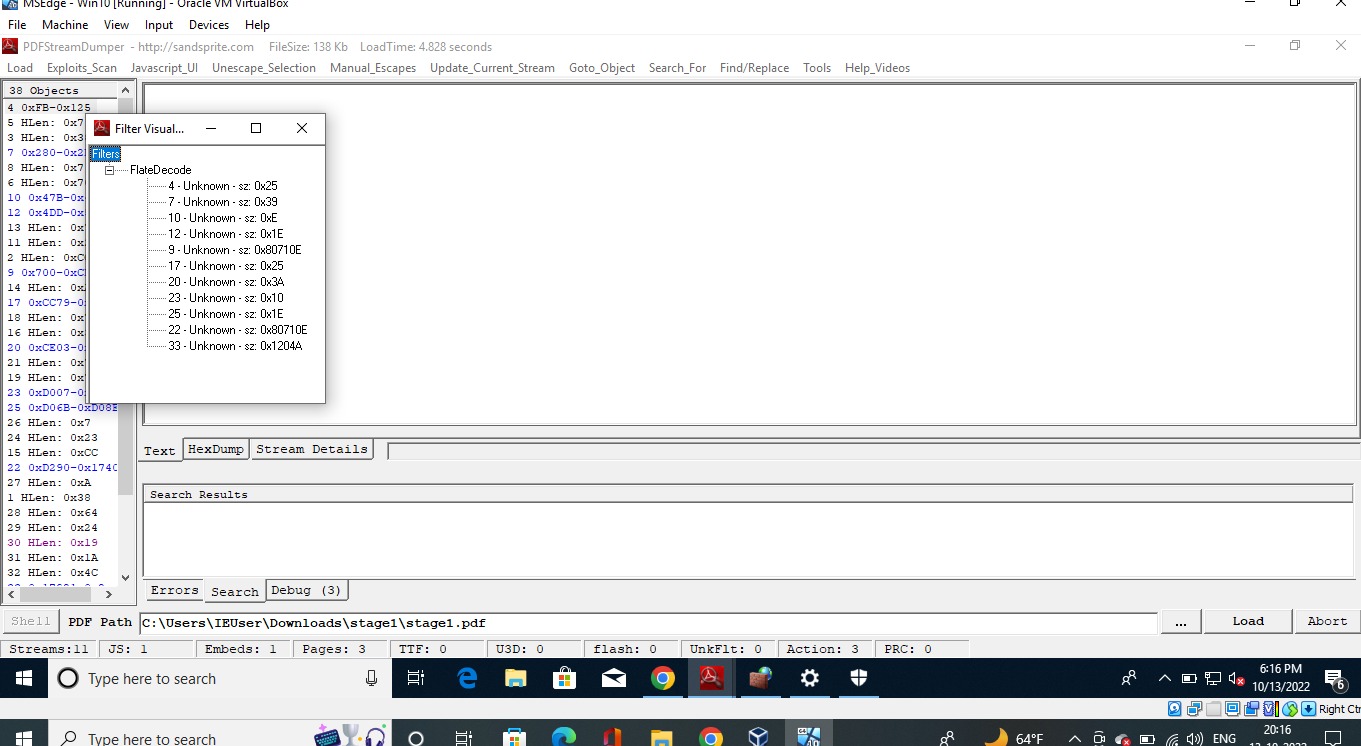 MSEdge - Win10 [Running] - Oracle VM VirtualBox
File Machine View Input Devices Help
PDFStreamDumper - http://sandsprite.com FileSize: 138 Kb LoadTime: 4.828 seconds
Load Exploits_Scan Javascript_UI Unescape_Selection Manual_Escapes Update_Current_Stream Goto_Object Search_For Find/Replace Tools Help_Videos
38 Objects
4 0xFB-0x125
5 HLen: 0x7
3 HLen: 0x3
7 0x280-0x2
8 HLen: 0x7
6 HLen: 0x7
10 0x47B-0x
12 0x4DD-0x
13 HLen: 0x
11 HLen: 0x
2 HLen: 0xC
9 0x700-0xC
14 HLen: 0x
17 0xCC79-0
18 HLen: 0x
16 HLen: 0x
20 0xCE03-0
21 HLen: 0x
19 HLen: 0x
23 0xD007-0
25 0xD06B-0xD08E
26 HLen: 0x7
24 HLen: 0x23
15 HLen: 0xCC
22 0xD290-0x1740
27 HLen: 0xA
1 HLen: 0x38
28 HLen: 0x64
29 HLen: 0x24
30 HLen: 0x19
31 HLen: 0x1A
32 HLen: 0x4C
Filter Visual...
Filters
FlateDecode
4 - Unknown - sz: 0x25
7 - Unknown - sz: 0x39
10 - Unknown - sz: 0xE
12 - Unknown - sz: 0x1E
9 - Unknown - sz: 0x80710E
17 - Unknown - sz: 0x25
20 - Unknown - sz: 0x3A
23 - Unknown - sz: 0x10
25 - Unknown - sz: 0x1E
22 - Unknown - sz: 0x80710E
33 - Unknown - sz: 0x1204A
Text HexDump Stream Details
Search Results
Errors Search Debug (3)
Shell PDF Path C:\Users\IEUser\Downloads\stage1\stage1.pdf ... Load Abort
Streams:11 JS: 1 Embeds: 1 Pages: 3 TTF: 0 U3D: 0 flash: 0 UnkFlt: 0 Action: 3 PRC: 0
Type here to search
6:16 PM
10/13/2022
6
Right Ctr
Type here to search
64°F
ENG
20:16